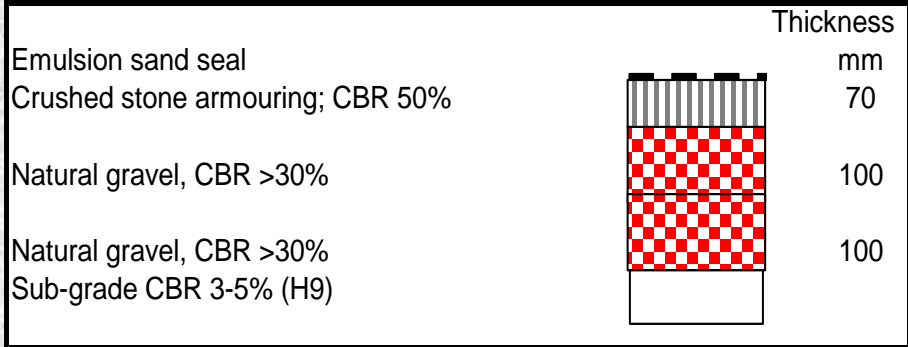 Thickness
Emulsion sand seal mm
Crushed stone armouring; CBR 50% 70
Natural gravel, CBR >30% 100
Natural gravel, CBR >30% 100
Sub-grade CBR 3-5% (H9)